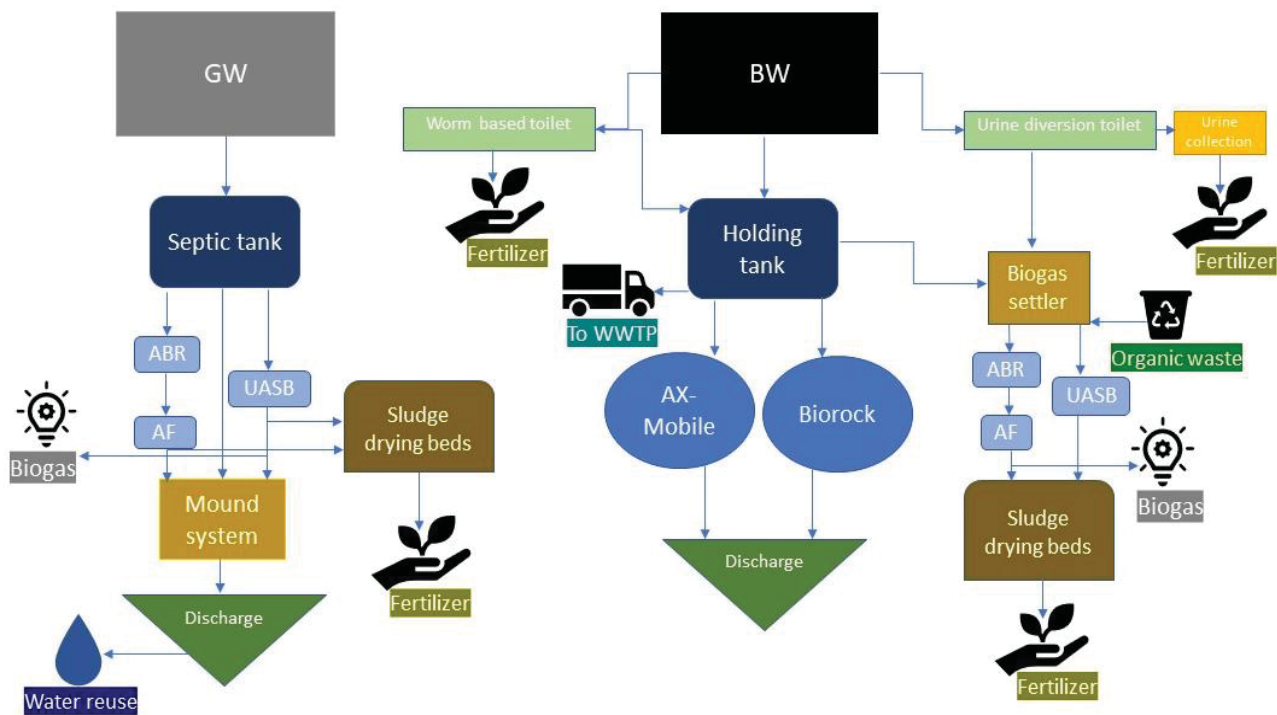 GW
BW
Worm based toilet
Urine diversion toilet
Urine
collection
Septic tank
Fertilizer
Holding
tank
Fertilizer
Biogas
settler
To WWTP
Organic waste
ABR
UASB
AF
Biogas
Sludge
drying beds
AX-
Mobile
Biorock
ABR
UASB
AF
Biogas
Mound
system
Sludge
drying beds
Fertilizer
Discharge
Discharge
Water reuse
Fertilizer